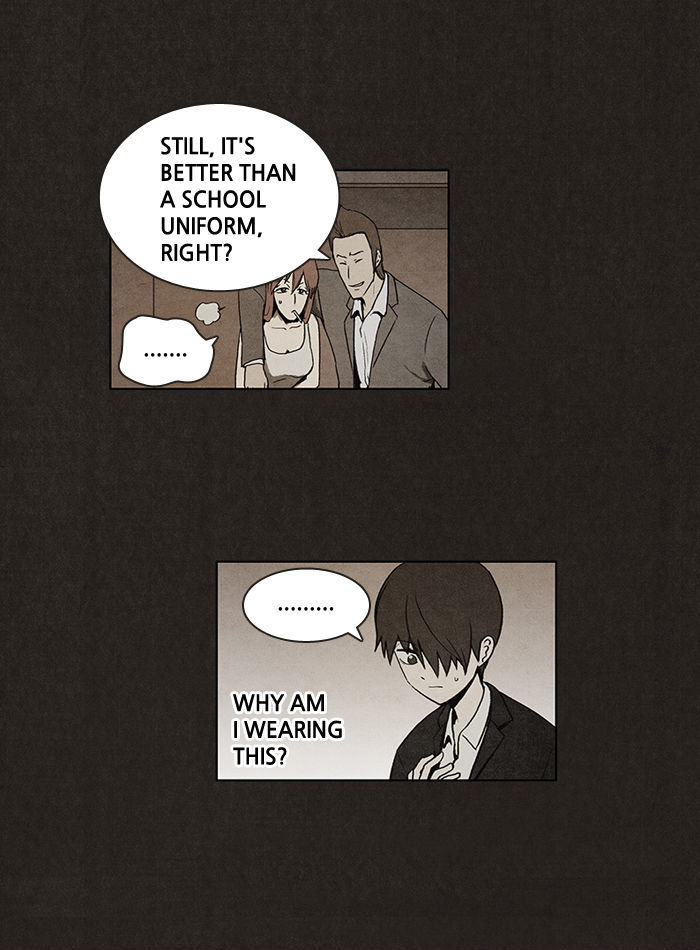 STILL, IT'S
BETTER THAN
A SCHOOL
UNIFORM,
RIGHT?
.......
.........
WHY AM
I WEARING
THIS?